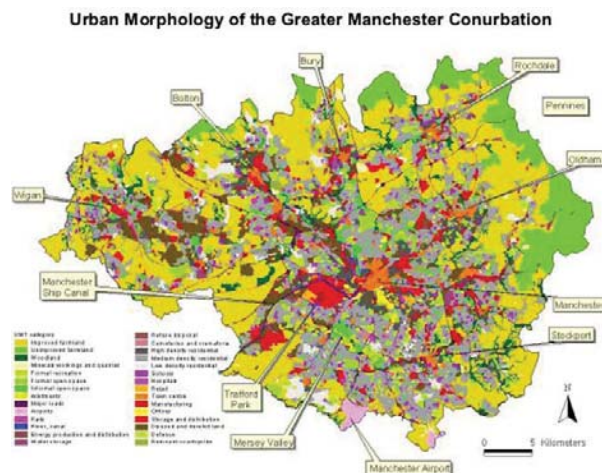 Urban Morphology of the Greater Manchester Conurbation
Bury
Rochdale
Bolton
Pennines
Oldham
Wigan
Manchester
Ship Canal
Manchester
Stockport
Trafford
Park
Mersey Valley
Manchester Airport
N
0 5 Kilometers
UMT category
Improved farmland
Unimproved farmland
Woodland
Mineral workings and quarries
Formal recreation
Formal open space
Informal open space
Allotments
Major roads
Airports
River, canal
Energy production and distribution
Water storage
Refuse disposal
Cemeteries and crematoria
High density residential
Medium density residential
Low density residential
Schools
Hospitals
Retail
Town centre
Manufacturing
Offices
Storage and distribution
Disused and derelict land
Defence
Remnant countryside